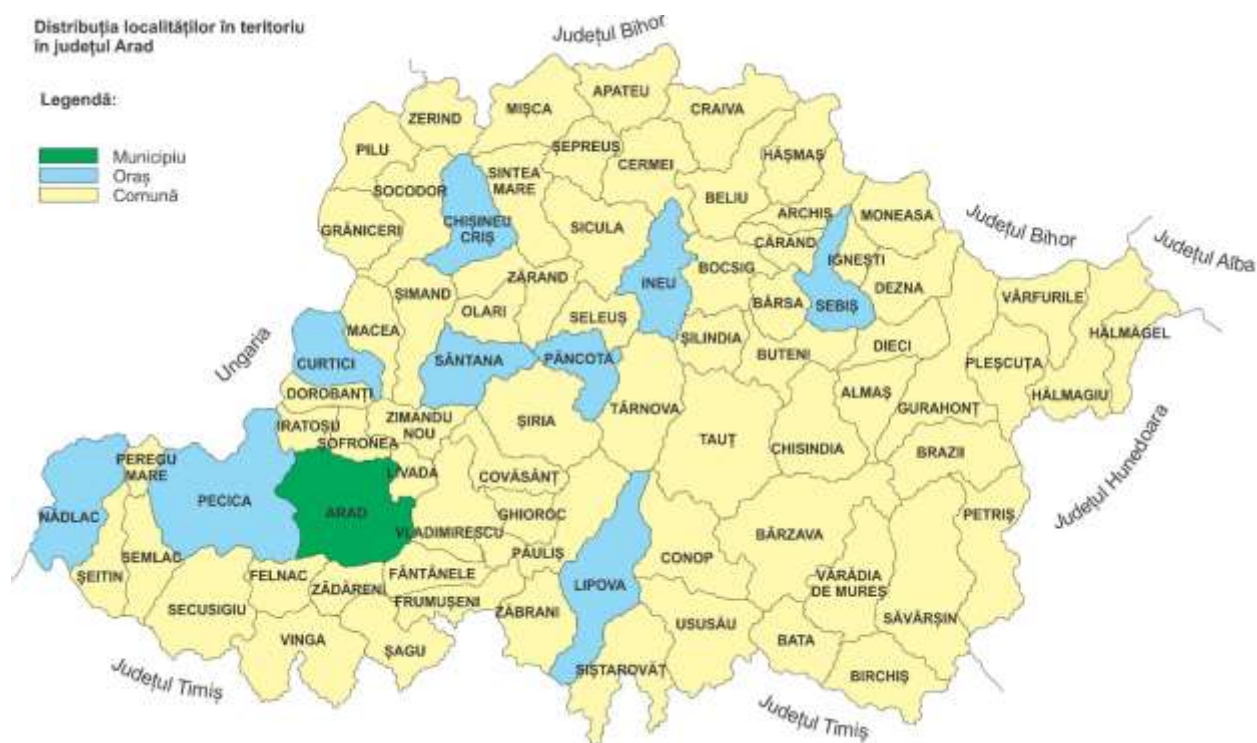 Distribuția localităților în teritoriu
în județul Arad
Legendă:
Municipiu
Oraș
Comună
Județul Bihor
ZERIND
MIȘCA
APATEU
CRAIVA
PILU
ȘEPREUȘ
CERMEI
HĂȘMAȘ
SOCODOR
SINTEA
MARE
BELIU
GRĂNICERI
CHIȘINEU
CRIȘ
SICULA
ARCHIȘ
MONEASA
CĂRAND
Județul Bihor
Județul Alba
IGNEȘTI
BOCSIG
ZĂRAND
INEU
ȘIMAND
DEZNA
OLARI
BÂRSA
SEBIȘ
VÂRFURILE
MACEA
SELEUȘ
HĂLMĂGEL
ȘILINDIA
DIECI
Ungaria
CURTICI
SÂNTANA
PÂNCOTA
BUTENI
PLEȘCUȚA
DOROBANȚI
ALMAȘ
HĂLMAGIU
TÂRNOVA
GURAHONȚ
IRATOȘU
ZIMANDU
NOU
ȘIRIA
SOFRONEA
TAUȚ
CHISINDIA
BRAZII
PEREGU
MARE
LIVADA
COVĂSÂNȚ
Județul Hunedoara
PECICA
ARAD
NĂDLAC
GHIOROC
PETRIȘ
VLADIMIRESCU
BÂRZAVA
PĂULIȘ
CONOP
SEMLAC
ȘEITIN
FELNAC
FÂNTÂNELE
LIPOVA
VĂRĂDIA
DE MUREȘ
ZĂDĂRENI
FRUMUȘENI
SECUSIGIU
ZĂBRANI
SĂVÂRȘIN
USUSĂU
VINGA
BATA
ȘAGU
ȘIȘTAROVĂȚ
BIRCHIȘ
Județul Timiș
Județul Timiș